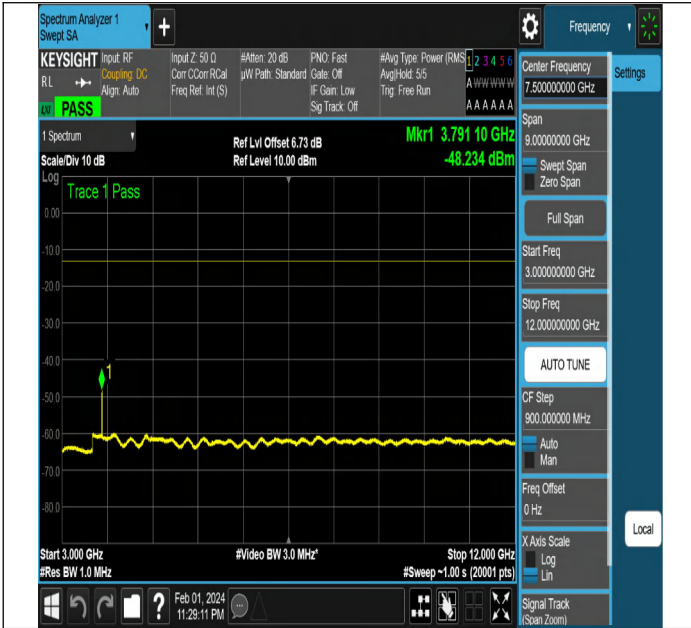 Spectrum Analyzer 1
Swept SA
+
Frequency
KEYSIGHT
RL
PASS
Input: RF
Coupling: DC
Align: Auto
Input Z: 50 Ω
Corr CCorr RCal
Freq Ref: Int (S)
#Atten: 20 dB
µW Path: Standard
PNO: Fast
Gate: Off
IF Gain: Low
Sig Track: Off
#Avg Type: Power (RMS
Avg|Hold: 5/5
Trig: Free Run
1 2 3 4 5 6
A W W W W W
A A A A A A
1 Spectrum
Scale/Div 10 dB
Ref Lvl Offset 6.73 dB
Ref Level 10.00 dBm
Mkr1 3.791 10 GHz
-48.234 dBm
Log
Trace 1 Pass
0.00
-10.0
-20.0
-30.0
-40.0
1
-50.0
-60.0
-70.0
-80.0
Start 3.000 GHz
#Res BW 1.0 MHz
#Video BW 3.0 MHz*
Stop 12.000 GHz
#Sweep ~1.00 s (20001 pts)
?
Feb 01, 2024
11:29:11 PM
Center Frequency
7.50000000 GHz
Settings
Span
9.00000000 GHz
Swept Span
Zero Span
Full Span
Start Freq
3.000000000 GHz
Stop Freq
12.000000000 GHz
AUTO TUNE
CF Step
900.000000 MHz
Auto
Man
Freq Offset
0 Hz
X Axis Scale
Log
Lin
Local
Signal Track
(Span Zoom)